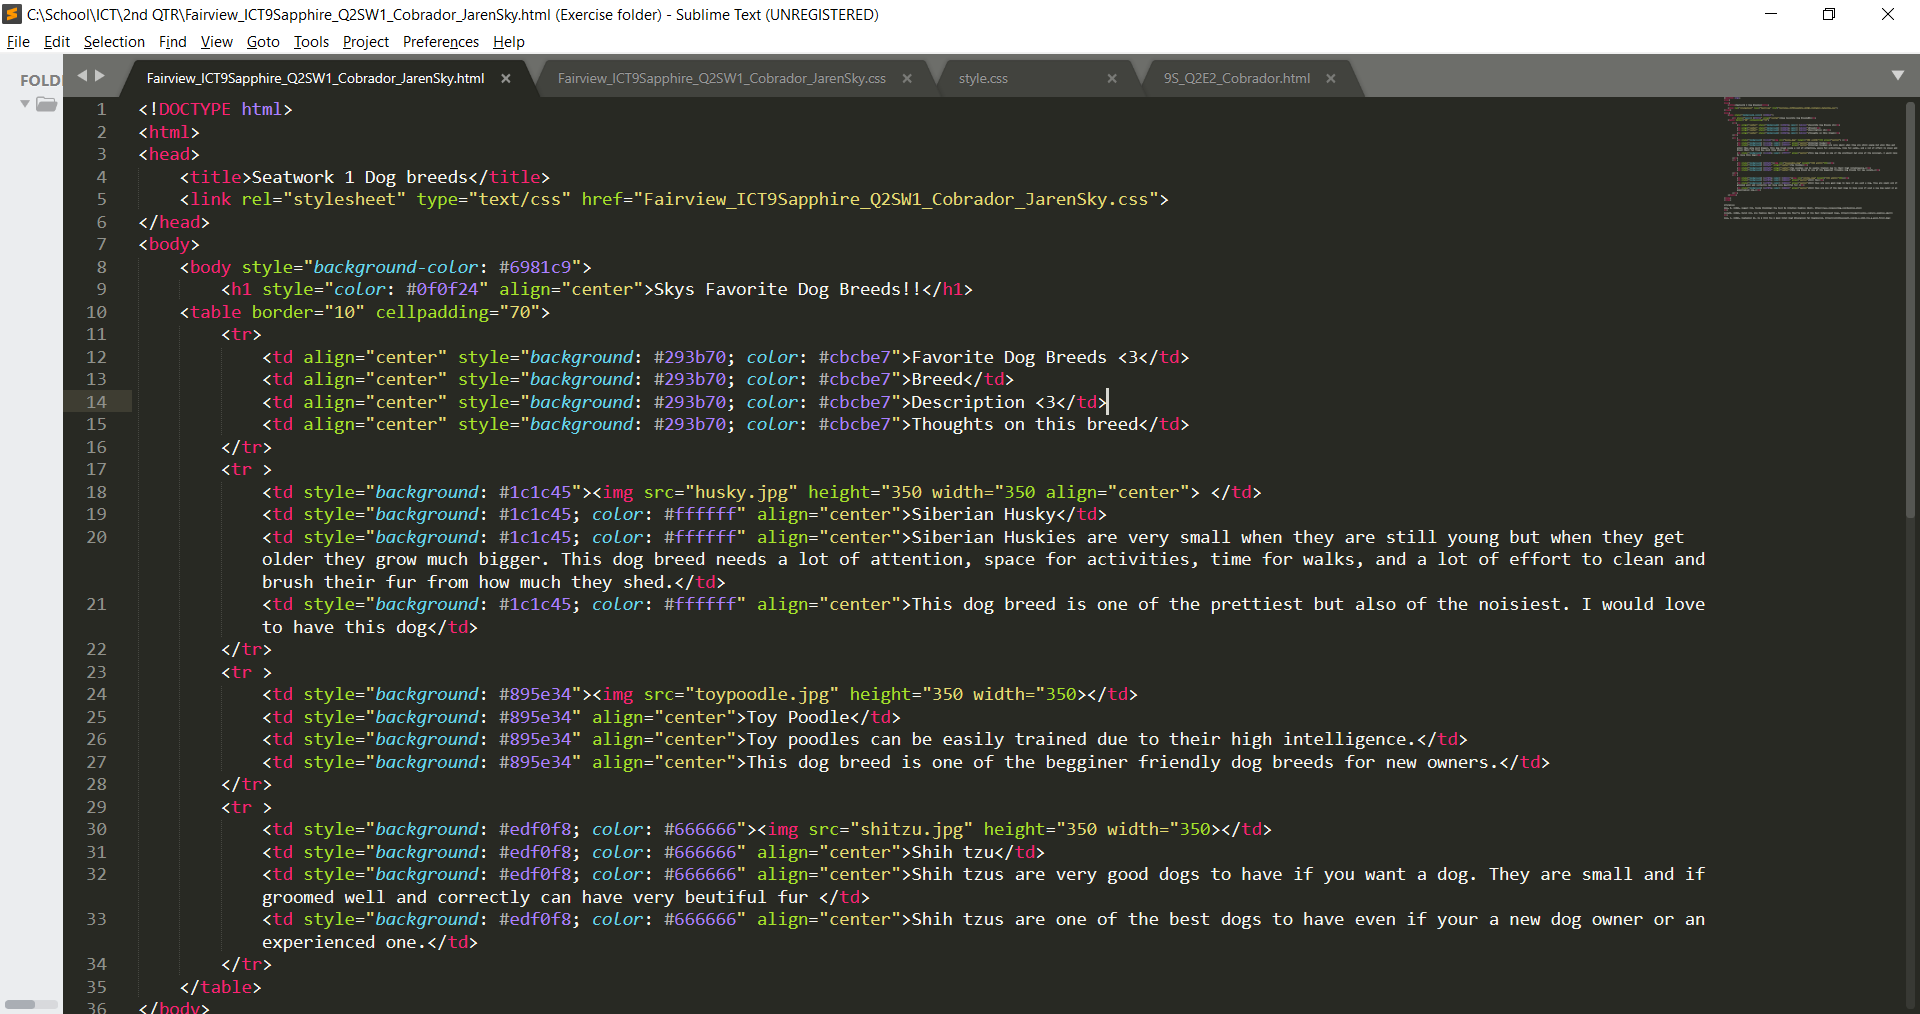 C:\School\ICT\2nd QTR\Fairview_ICT9Sapphire_Q2SW1_Cobrador_JarenSky.html (Exercise folder) - Sublime Text (UNREGISTERED)
File Edit Selection Find View Goto Tools Project Preferences Help
FOLD
Fairview_ICT9Sapphire_Q2SW1_Cobrador_JarenSky.html × Fairview_ICT9Sapphire_Q2SW1_Cobrador_JarenSky.css × style.css × 9S_Q2E2_Cobrador.html ×
1 <!DOCTYPE html>
2 <html>
3 <head>
4 <title>Seatwork 1 Dog breeds</title>
5 <link rel="stylesheet" type="text/css" href="Fairview_ICT9Sapphire_Q2SW1_Cobrador_JarenSky.css">
6 </head>
7 <body>
8 <body style="background-color: #6981c9">
9 <h1 style="color: #0f0f24" align="center">Skys Favorite Dog Breeds!!</h1>
10 <table border="10" cellpadding="70">
11 <tr>
12 <td align="center" style="background: #293b70; color: #cbcbe7">Favorite Dog Breeds <3</td>
13 <td align="center" style="background: #293b70; color: #cbcbe7">Breed</td>
14 <td align="center" style="background: #293b70; color: #cbcbe7">Description <3</td>
15 <td align="center" style="background: #293b70; color: #cbcbe7">Thoughts on this breed</td>
16 </tr>
17 <tr >
18 <td style="background: #1c1c45"><img src="husky.jpg" height="350 width="350 align="center"> </td>
19 <td style="background: #1c1c45; color: #ffffff" align="center">Siberian Husky</td>
20 <td style="background: #1c1c45; color: #ffffff" align="center">Siberian Huskies are very small when they are still young but when they get
older they grow much bigger. This dog breed needs a lot of attention, space for activities, time for walks, and a lot of effort to clean and
brush their fur from how much they shed.</td>
21 <td style="background: #1c1c45; color: #ffffff" align="center">This dog breed is one of the prettiest but also of the noisiest. I would love
to have this dog</td>
22 </tr>
23 <tr >
24 <td style="background: #895e34"><img src="toypoodle.jpg" height="350 width="350></td>
25 <td style="background: #895e34" align="center">Toy Poodle</td>
26 <td style="background: #895e34" align="center">Toy poodles can be easily trained due to their high intelligence.</td>
27 <td style="background: #895e34" align="center">This dog breed is one of the begginer friendly dog breeds for new owners.</td>
28 </tr>
29 <tr >
30 <td style="background: #edf0f8; color: #666666"><img src="shitzu.jpg" height="350 width="350></td>
31 <td style="background: #edf0f8; color: #666666" align="center">Shih tzu</td>
32 <td style="background: #edf0f8; color: #666666" align="center">Shih tzus are very good dogs to have if you want a dog. They are small and if
groomed well and correctly can have very beutiful fur </td>
33 <td style="background: #edf0f8; color: #666666" align="center">Shih tzus are one of the best dogs to have even if your a new dog owner or an
experienced one.</td>
34 </tr>
35 </table>
36 </body>